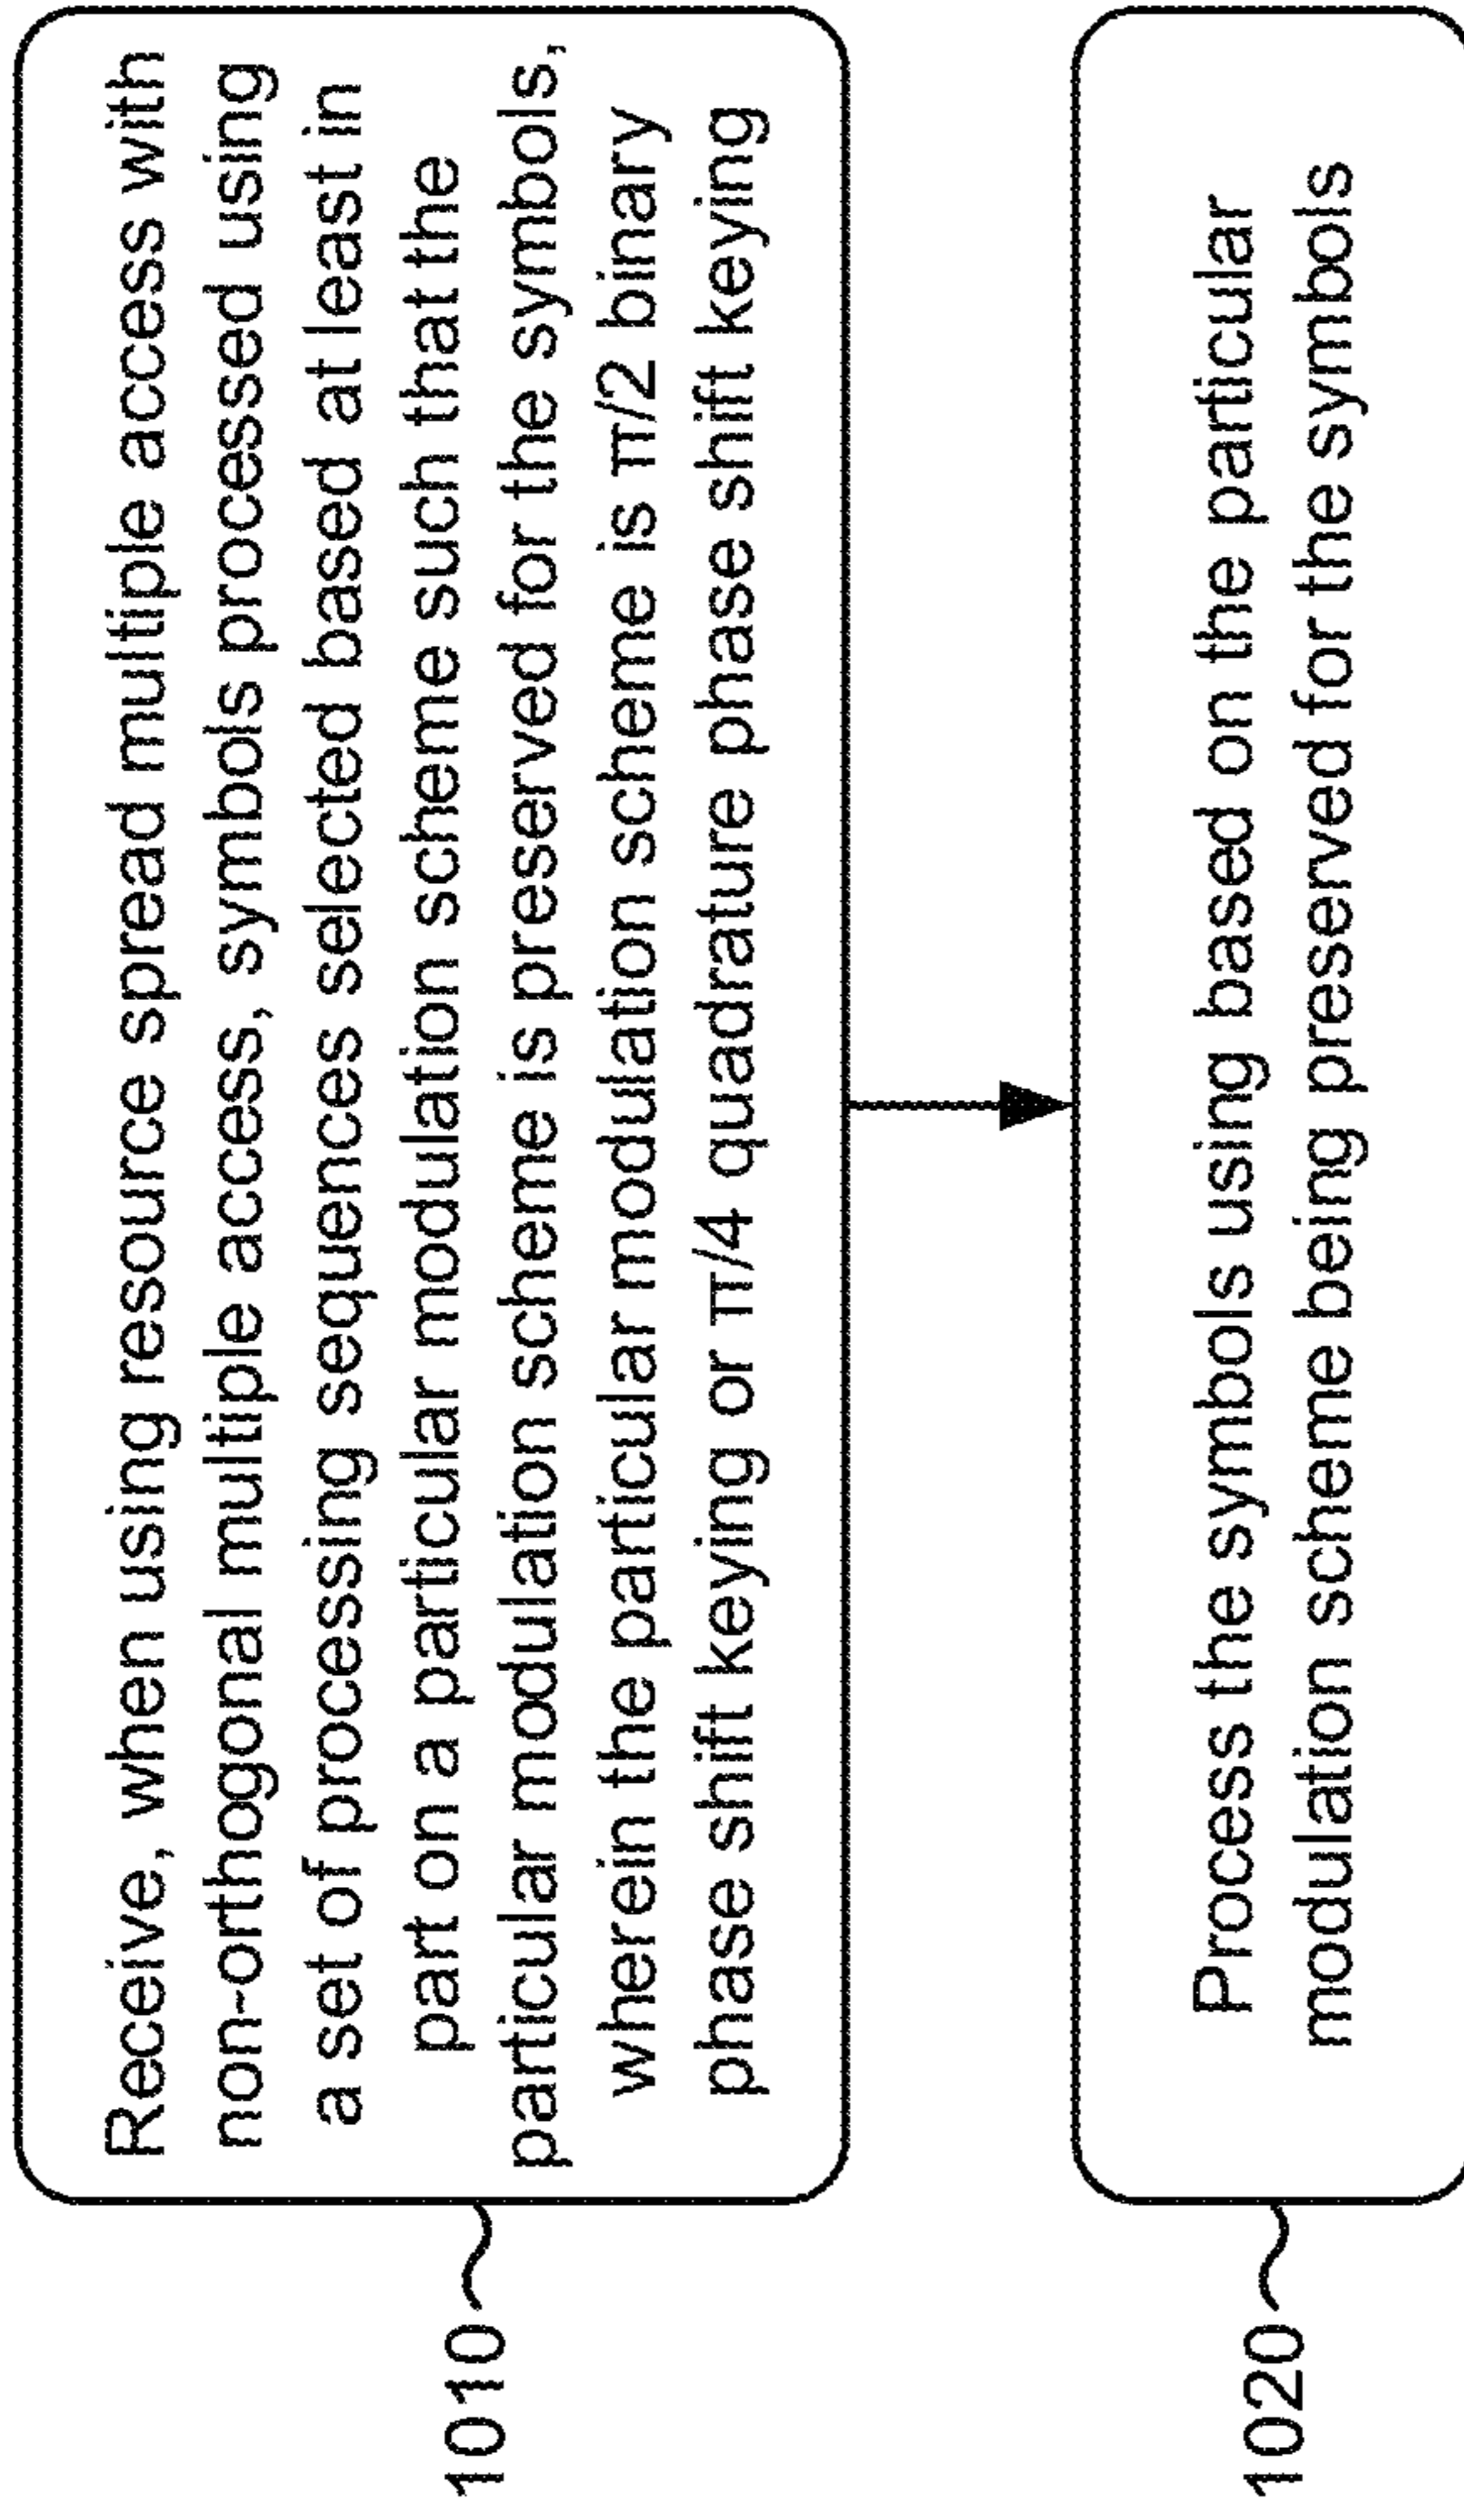 Receive, when using resource spread multiple access with
non-orthogonal multiple access, symbols processed using
a set of processing sequences selected based at least in
part on a particular modulation scheme such that the
particular modulation scheme is preserved for the symbols,
wherein the particular modulation scheme is π/2 binary
phase shift keying or π/4 quadrature phase shift keying
1010
Process the symbols using based on the particular
modulation scheme being preserved for the symbols
1020